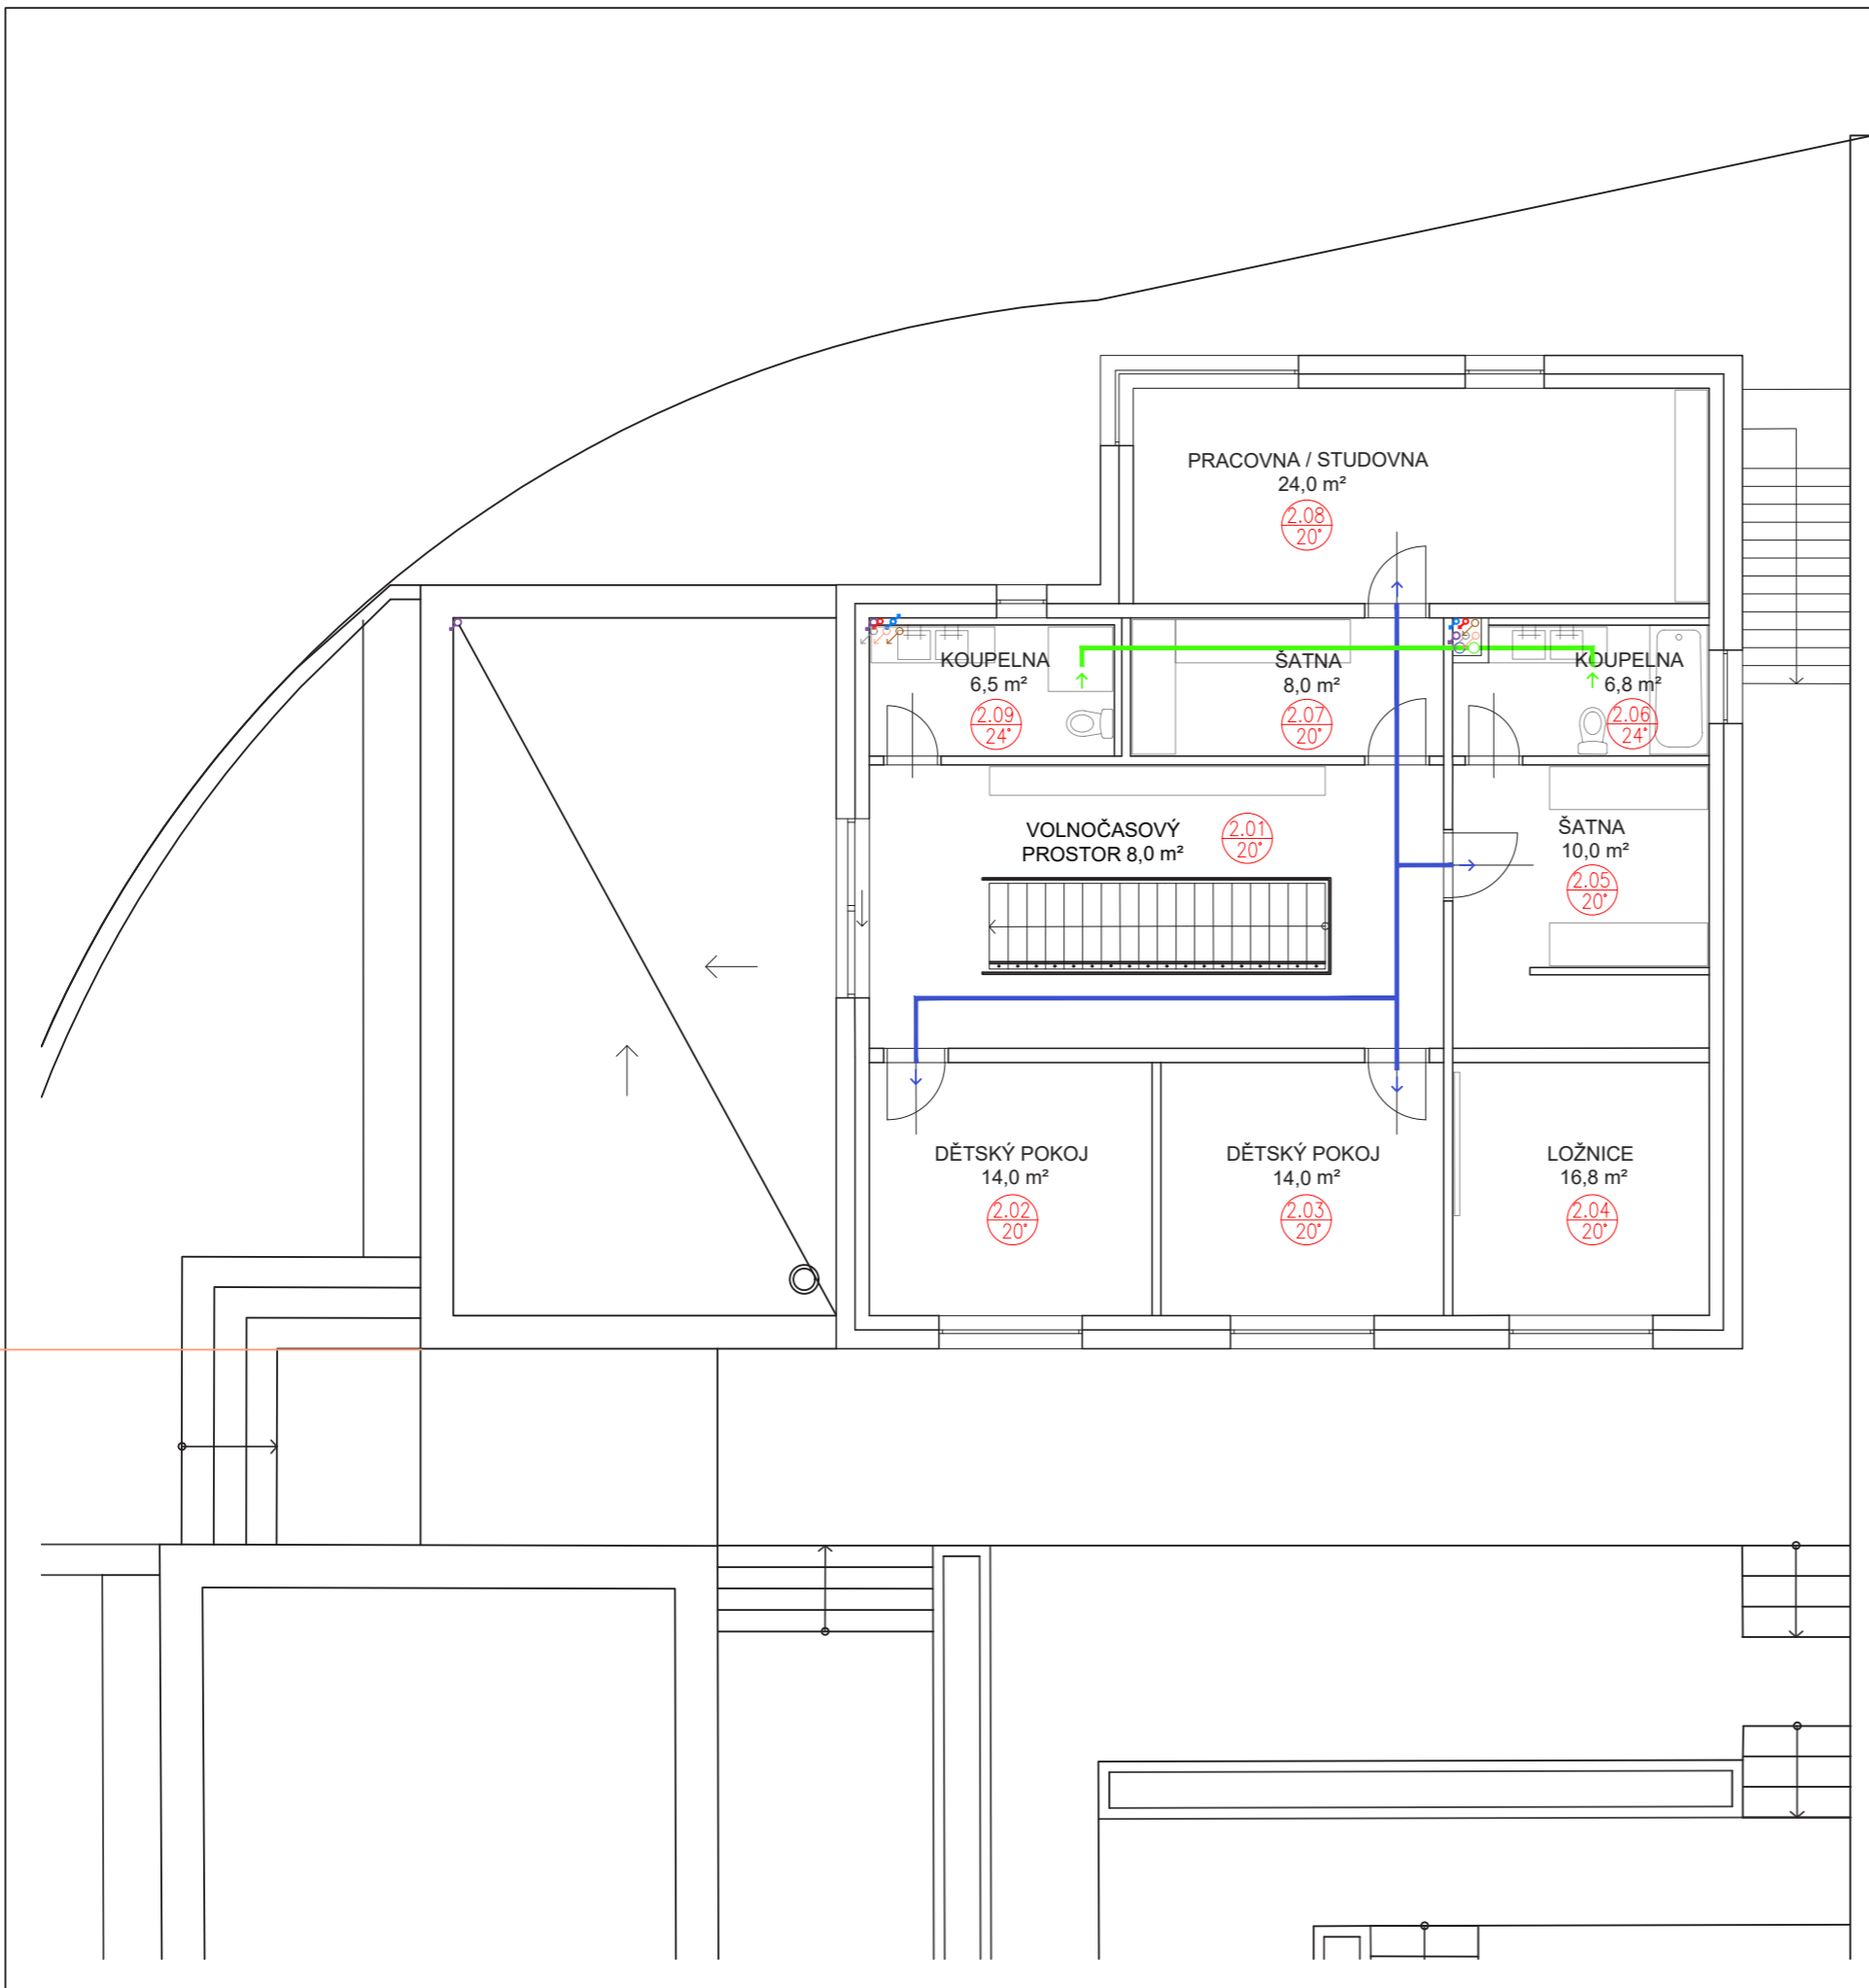 PRACOVNA / STUDOVNA
24,0 m²
2.08
20°
KOUPELNA
6,5 m²
2.09
24°
ŠATNA
8,0 m²
2.07
20°
KOUPELNA
6,8 m²
2.06
24°
VOLNOČASOVÝ
PROSTOR 8,0 m²
2.01
20°
ŠATNA
10,0 m²
2.05
20°
DĚTSKÝ POKOJ
14,0 m²
2.02
20°
DĚTSKÝ POKOJ
14,0 m²
2.03
20°
LOŽNICE
16,8 m²
2.04
20°